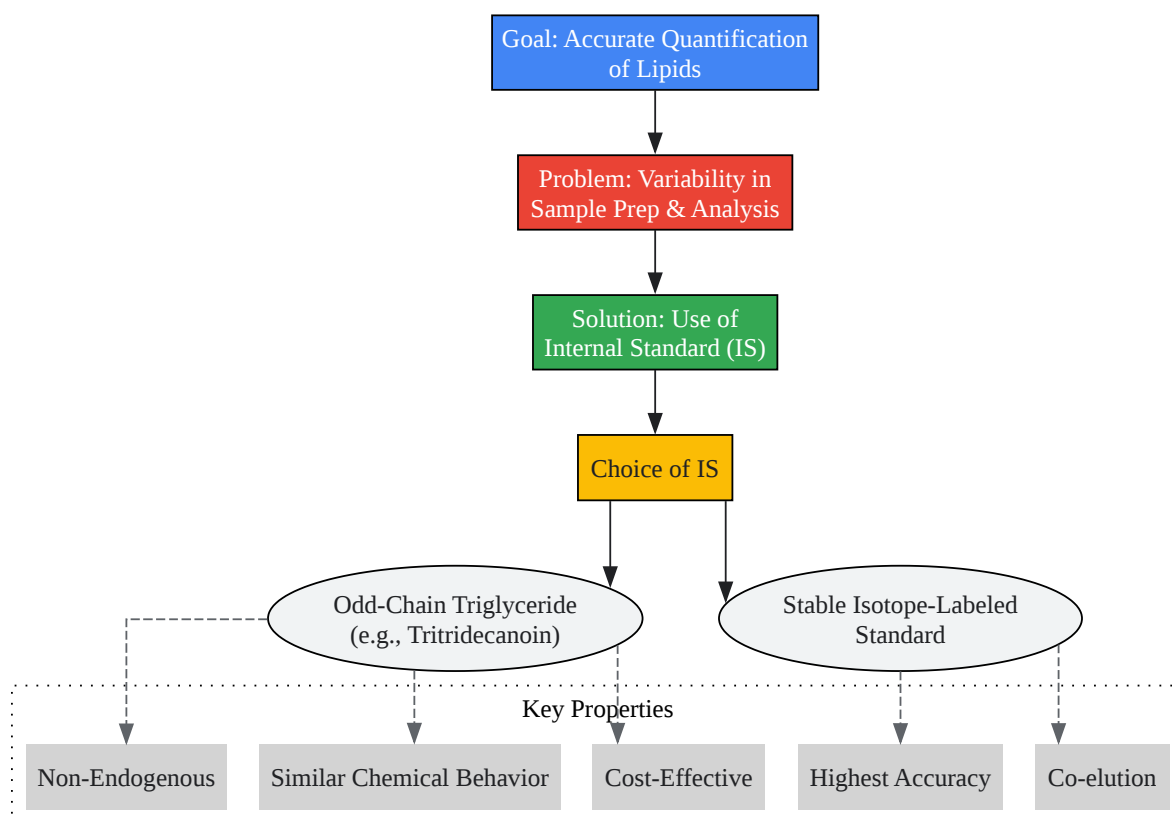 Goal: Accurate Quantification
of Lipids
Problem: Variability in
Sample Prep & Analysis
Solution: Use of
Internal Standard (IS)
Choice of IS
Odd-Chain Triglyceride
(e.g., Tritridecanoin)
Stable Isotope-Labeled
Standard
Key Properties
Non-Endogenous
Similar Chemical Behavior
Cost-Effective
Highest Accuracy
Co-elution